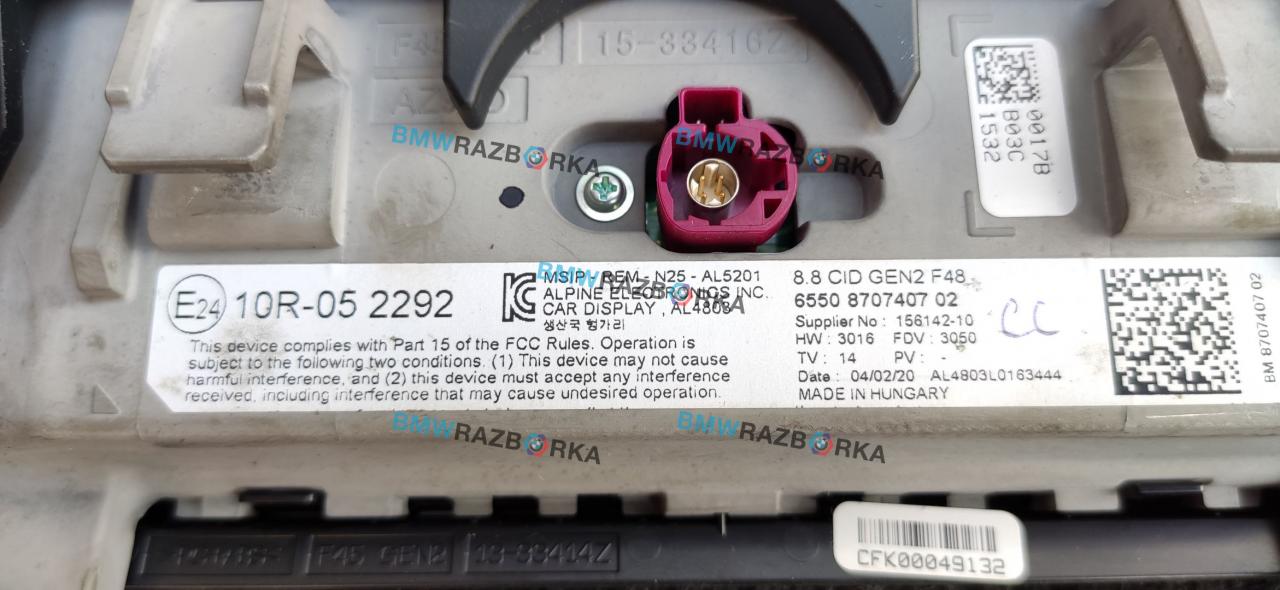 15-33416Z
0017B
B03C
1532
BMWRAZBORKA
BMWRAZBORKA
E24
10R-05 2292
KC
MSIP - REM - N25 - AL5201
ALPINE ELECTRONICS INC.
CAR DISPLAY , AL4803
생산국 헝가리
This device complies with Part 15 of the FCC Rules. Operation is
subject to the following two conditions. (1) This device may not cause
harmful interference, and (2) this device must accept any interference
received, including interference that may cause undesired operation.
BMWRAZBORKA
8.8 CID GEN2 F48
6550 8707407 02
Supplier No : 156142-10
HW : 3016 FDV : 3050
TV : 14 PV : -
Date : 04/02/20 AL4803L0163444
MADE IN HUNGARY
CC
BM 8707407 02
BMWRAZBORKA
BMWRAZBORKA
F45 GEN2
13-33414Z
CFK00049132